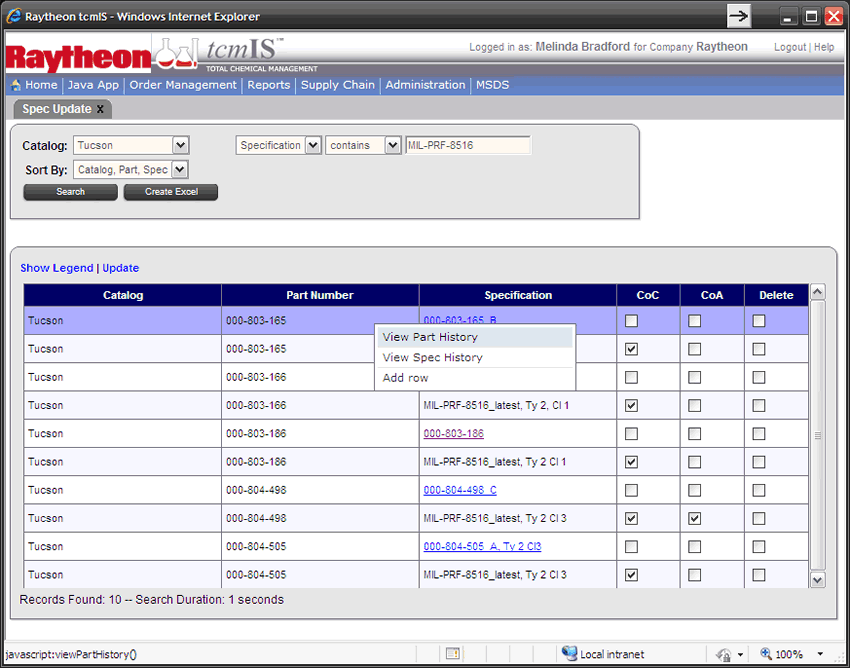 Raytheon tcmIS - Windows Internet Explorer
Raytheon tcmIS™ TOTAL CHEMICAL MANAGEMENT
Logged in as: Melinda Bradford for Company Raytheon Logout | Help
Home | Java App | Order Management | Reports | Supply Chain | Administration | MSDS
Spec Update x
Catalog: Tucson Specification contains MIL-PRF-8516
Sort By: Catalog, Part, Spec
Search Create Excel
Show Legend | Update
Catalog Part Number Specification CoC CoA Delete
Tucson 000-803-165 000-803-165_B
Tucson 000-803-165
Tucson 000-803-166
Tucson 000-803-166 MIL-PRF-8516_latest, Ty 2, Cl 1
Tucson 000-803-186 000-803-186
Tucson 000-803-186 MIL-PRF-8516_latest, Ty 2 Cl 1
Tucson 000-804-498 000-804-498_C
Tucson 000-804-498 MIL-PRF-8516_latest, Ty 2 Cl 3
Tucson 000-804-505 000-804-505_A, Ty 2 Cl3
Tucson 000-804-505 MIL-PRF-8516_latest, Ty 2 Cl 3
View Part History
View Spec History
Add row
Records Found: 10 -- Search Duration: 1 seconds
javascript:viewPartHistory() Local intranet 100%